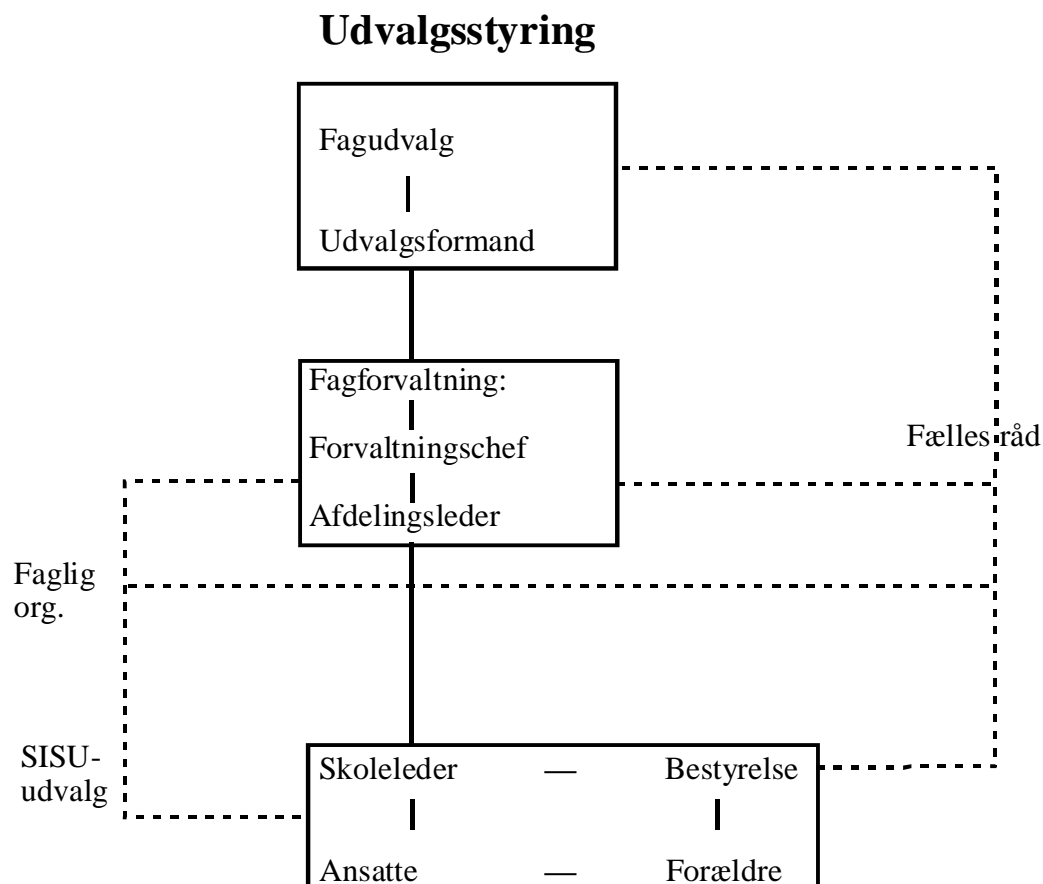 Udvalgsstyring
Fagudvalg
Udvalgsformand
Fagforvaltning:
Forvaltningschef
Fælles råd
Afdelingsleder
Faglig
org.
SISU-
udvalg
Skoleleder — Bestyrelse
Ansatte — Forældre